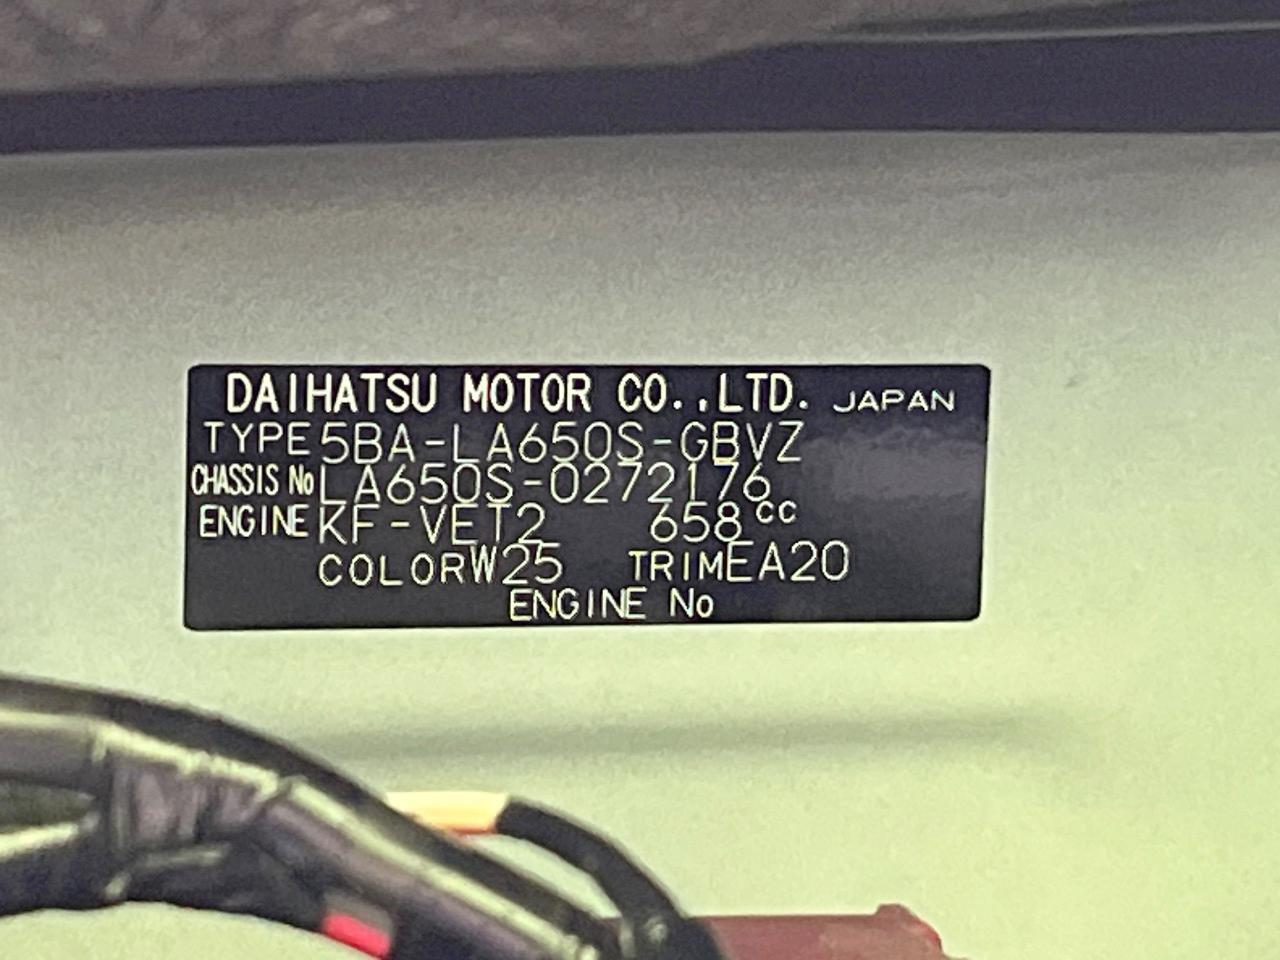 DAIHATSU MOTOR CO.,LTD. JAPAN
TYPE 5BA-LA650S-GBVZ
CHASSIS No LA650S-0272176
ENGINE KF-VET2 658cc
COLOR W25 TRIM EA20
ENGINE No